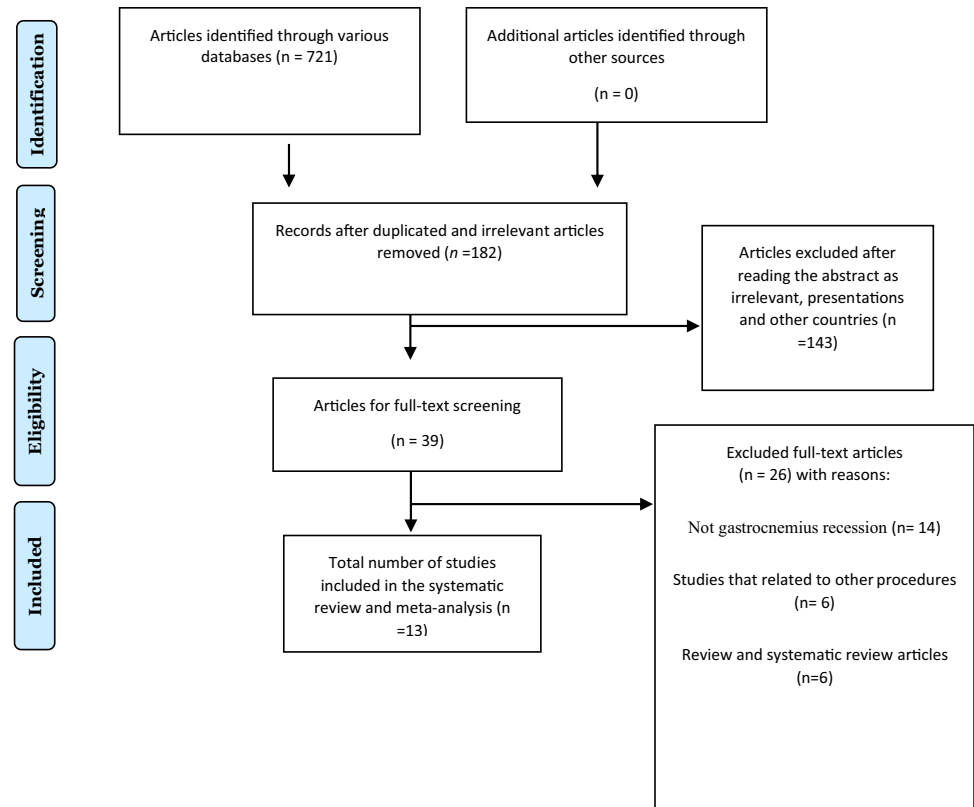 Identification
Articles identified through various
databases (n = 721)
Additional articles identified through
other sources
(n = 0)
Screening
Records after duplicated and irrelevant articles
removed (n =182)
Articles excluded after
reading the abstract as
irrelevant, presentations
and other countries (n
=143)
Eligibility
Articles for full-text screening
(n = 39)
Excluded full-text articles
(n = 26) with reasons:
Not gastrocnemius recession (n= 14)
Studies that related to other procedures
(n= 6)
Review and systematic review articles
(n=6)
Included
Total number of studies
included in the systematic
review and meta-analysis (n
=13)